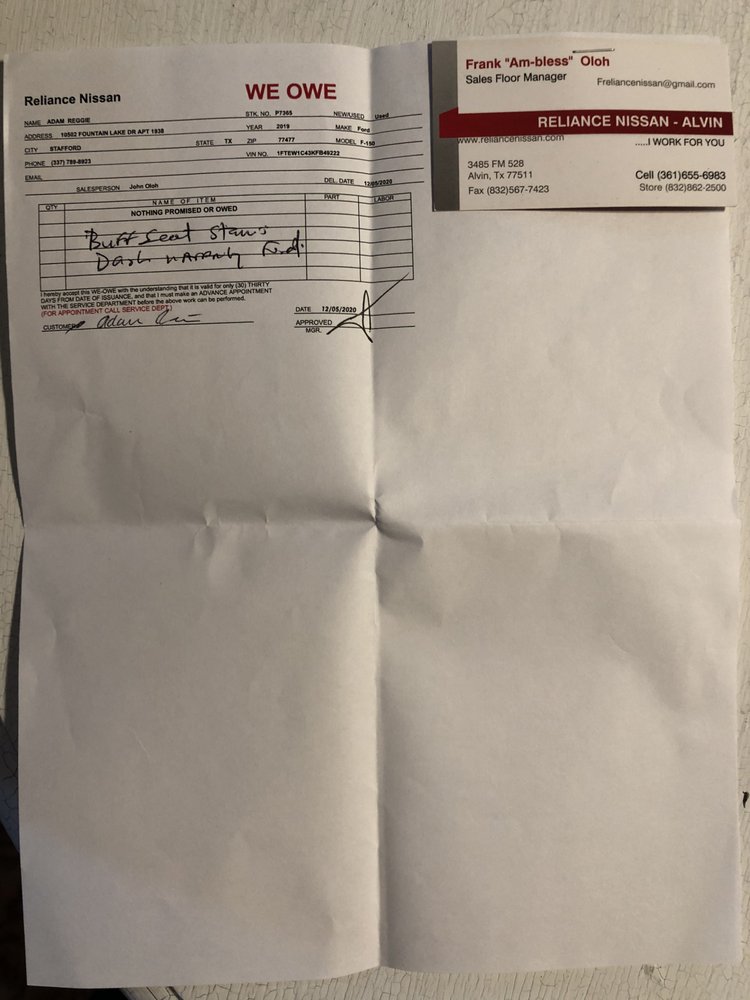 Reliance Nissan
WE OWE
NAME ADAM REGGIE
STK. NO. P7365
NEW/USED Used
ADDRESS 10502 FOUNTAIN LAKE DR APT 1938
YEAR 2019
MAKE Ford
CITY STAFFORD STATE TX ZIP 77477
MODEL F-150
PHONE (337) 789-8923
VIN NO. 1FTEW1C43KFB49222
EMAIL
SALESPERSON John Oloh
DEL. DATE 12/05/2020
QTY NAME OF ITEM PART LABOR
NOTHING PROMISED OR OWED
Buff Seat Stains
Dash
I hereby accept this WE-OWE with the understanding that it is valid for only (30) THIRTY
DAYS FROM DATE OF ISSUANCE, and that I must make an ADVANCE APPOINTMENT
WITH THE SERVICE DEPARTMENT before the above work can be performed.
(FOR APPOINTMENT CALL SERVICE DEPT.)
CUSTOMER Adam
DATE 12/05/2020
APPROVED
MGR.
Frank "Am-bless" Oloh
Sales Floor Manager
Freliancenissan@gmail.com
RELIANCE NISSAN - ALVIN
www.reliancenissan.com
.....I WORK FOR YOU
3485 FM 528
Alvin, Tx 77511
Fax (832)567-7423
Cell (361)655-6983
Store (832)862-2500